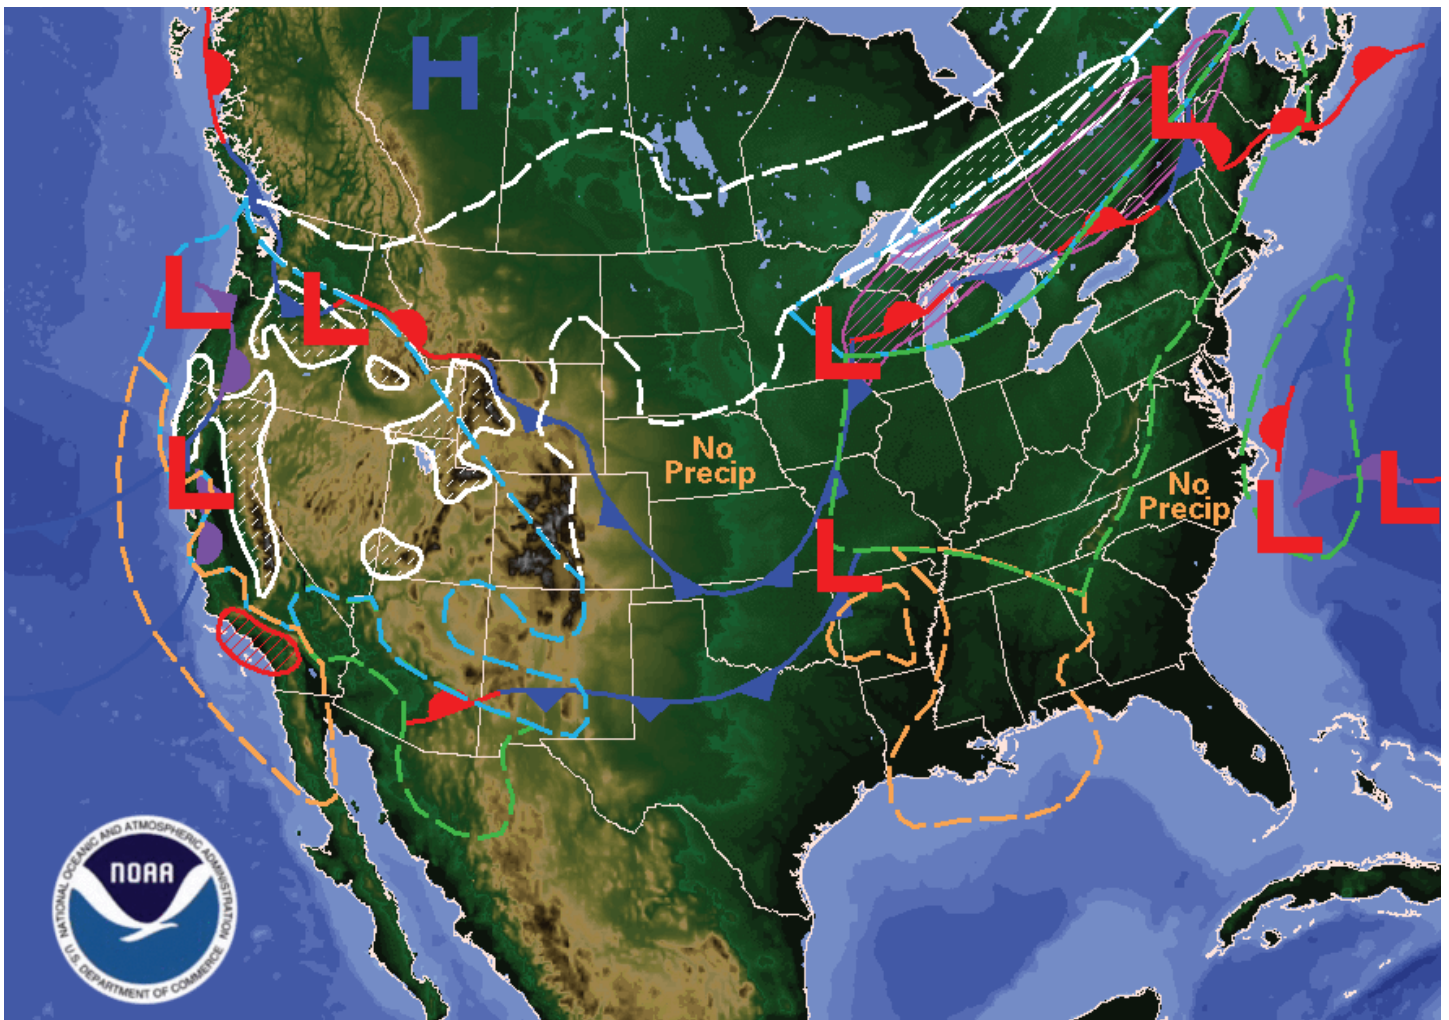 H
L
L
L
L
No
Precip
No
Precip
L
L
L
L
NATIONAL OCEANIC AND ATMOSPHERIC ADMINISTRATION
NOAA
U.S. DEPARTMENT OF COMMERCE